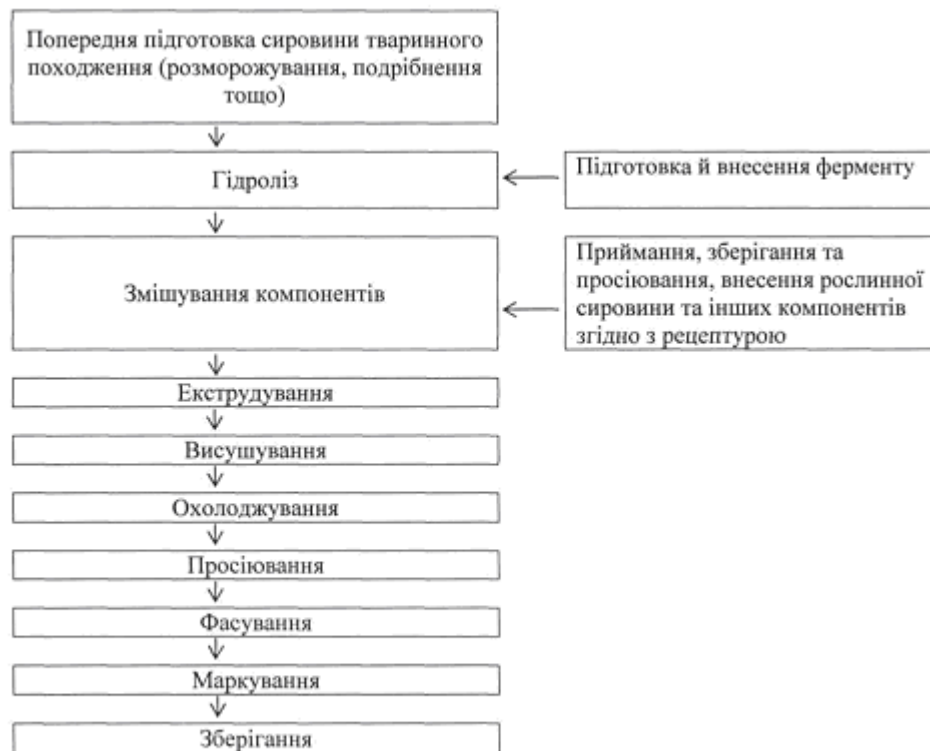 Попередня підготовка сировини тваринного
походження (розморожування, подрібнення
тощо)
Гідроліз
Підготовка й внесення ферменту
Змішування компонентів
Приймання, зберігання та
просіювання, внесення рослинної
сировини та інших компонентів
згідно з рецептурою
Екструдування
Висушування
Охолоджування
Просіювання
Фасування
Маркування
Зберігання